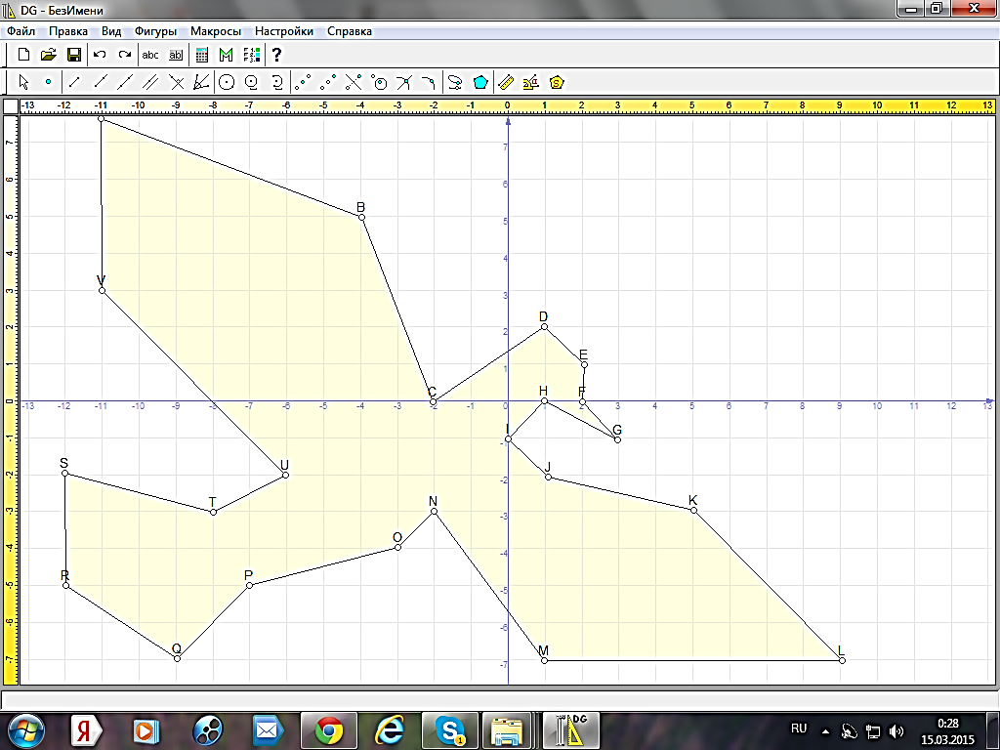 DG - БезИмени
Файл Правка Вид Фигуры Макросы Настройки Справка
abc ab ?
-13 -12 -11 -10 -9 -8 -7 -6 -5 -4 -3 -2 -1 0 1 2 3 4 5 6 7 8 9 10 11 12 13
7 7
6 6
B
5 5
4 4
V
3 3
D
2 2
E
1 1
C H F
0
-13 -12 -11 -10 -9 -8 -7 -6 -5 -4 -3 -2 -1 0 1 2 3 4 5 6 7 8 9 10 11 12 13
I G
-1 -1
S U J
-2 -2
T N K
-3 -3
O
-4 -4
R P
-5 -5
-6 -6
Q M L
-7 -7
Я S 1 DG RU 0:28
15.03.2015